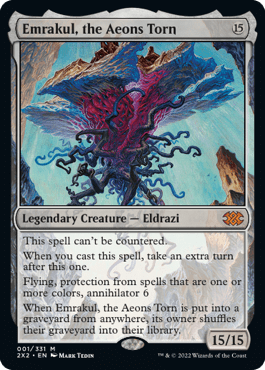 Emrakul, the Aeons Torn 15
Legendary Creature — Eldrazi
This spell can't be countered.
When you cast this spell, take an extra turn
after this one.
Flying, protection from spells that are one or
more colors, annihilator 6
When Emrakul, the Aeons Torn is put into a
graveyard from anywhere, its owner shuffles
their graveyard into their library.
15/15
001/331 M
2X2 • EN MARK TEDIN
™ & © 2022 Wizards of the Coast